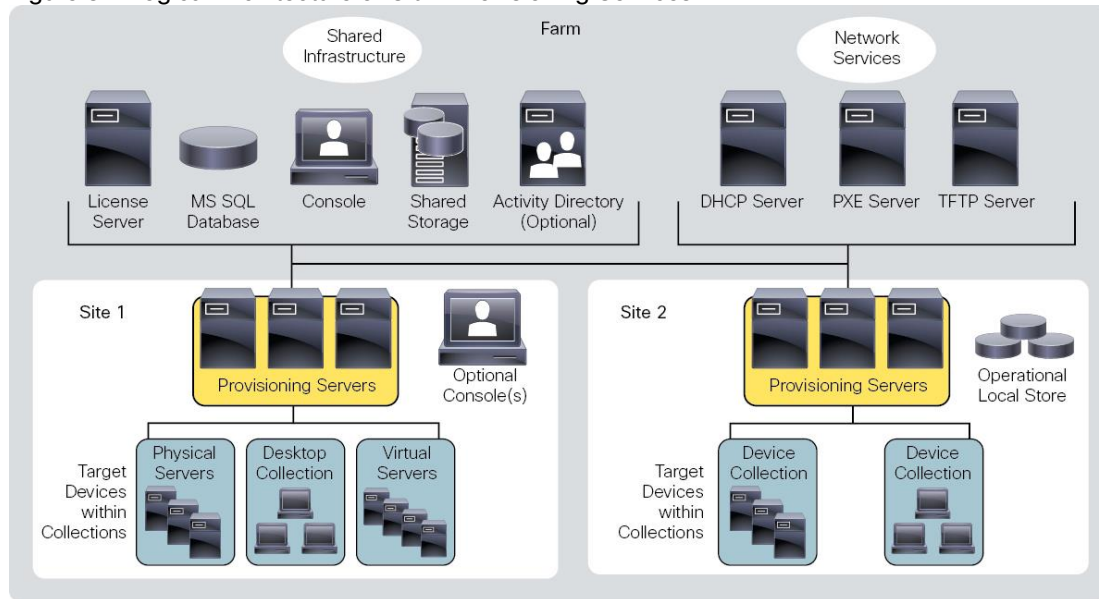 Farm
Shared
Infrastructure
Network
Services
License
Server
MS SQL
Database
Console
Shared
Storage
Activity Directory
(Optional)
DHCP Server
PXE Server
TFTP Server
Site 1
Provisioning Servers
Optional
Console(s)
Target
Devices
within
Collections
Physical
Servers
Desktop
Collection
Virtual
Servers
Site 2
Provisioning Servers
Operational
Local Store
Target
Devices
within
Collections
Device
Collection
Device
Collection